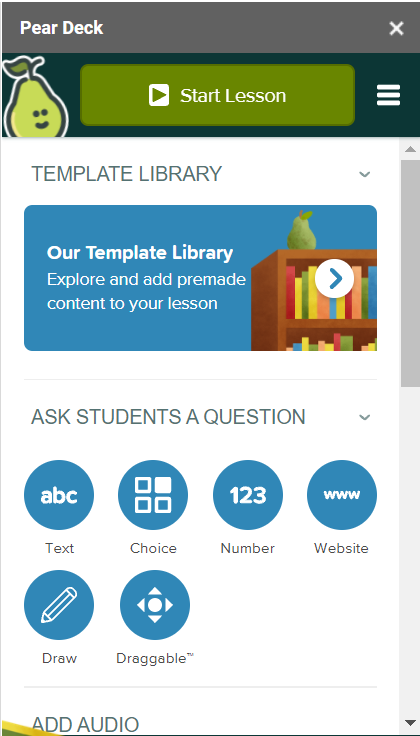 Pear Deck
Start Lesson
TEMPLATE LIBRARY
Our Template Library
Explore and add premade
content to your lesson
ASK STUDENTS A QUESTION
abc
123
www
Text
Choice
Number
Website
Draw
Draggable™
ADD AUDIO